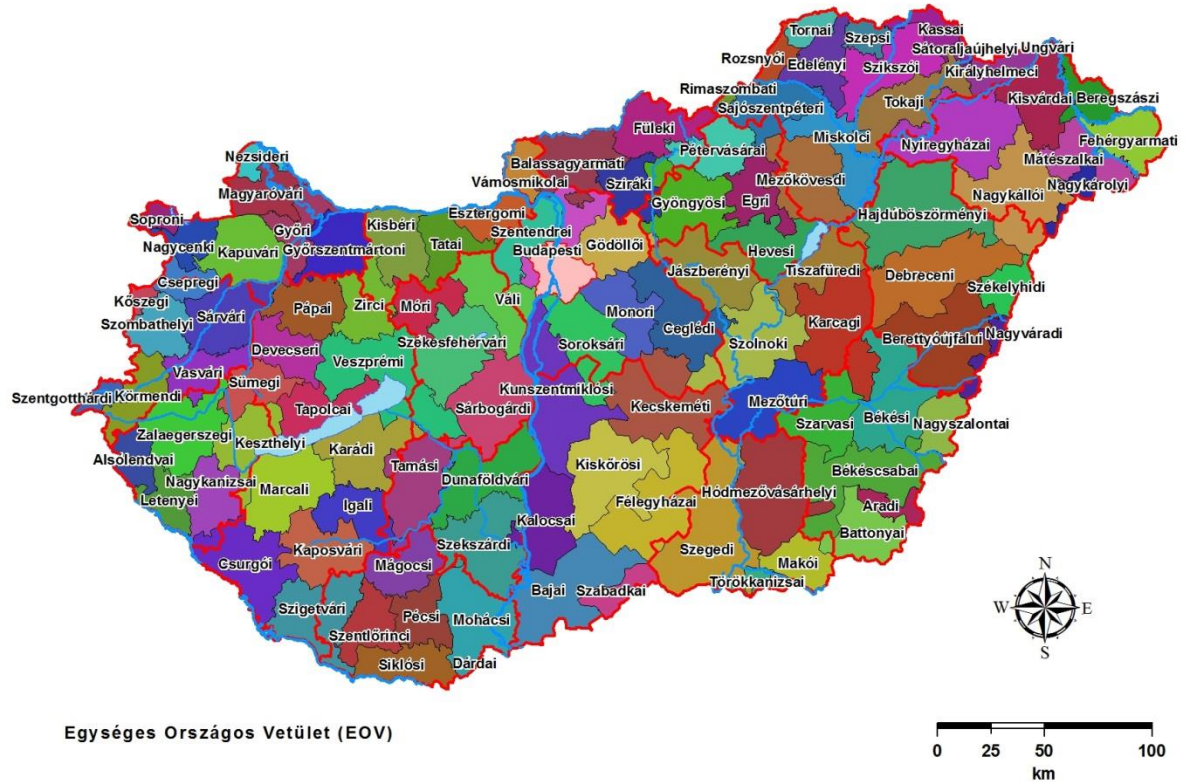 Tornai
Szepsi
Kassai
Rozsnyói
Edelényi
Sátoraljaújhelyi
Ungvári
Szikszói
Királyhelmeci
Rimaszombati
Sajószentpéteri
Tokaji
Kisvárdai
Beregszászi
Füleki
Miskolci
Nyíregyházai
Fehérgyarmati
Nezsideri
Balassagyarmati
Pétervásárai
Mátészalkai
Magyaróvári
Vámosmikolai
Sziráki
Mezőkövesdi
Nagykállói
Nagykárolyi
Soproni
Győri
Kisbéri
Esztergomi
Gyöngyösi
Egri
Hajdúböszörményi
Nagycenki
Kapuvári
Győrszentmártoni
Tatai
Szentendrei
Gödöllői
Budapesti
Hevesi
Csepregi
Jászberényi
Tiszafüredi
Debreceni
Székelyhidi
Kőszegi
Sárvári
Pápai
Zirci
Móri
Váli
Monori
Szombathelyi
Ceglédi
Karcagi
Devecseri
Székesfehérvári
Soroksári
Szolnoki
Berettyóújfalui
Nagyváradi
Vasvári
Veszprémi
Szentgotthárdi
Körmendi
Sümegi
Tapolcai
Kunszentmiklósi
Sárbogárdi
Kecskeméti
Mezőtúri
Zalaegerszegi
Keszthelyi
Karádi
Szarvasi
Békési
Nagyszalontai
Alsolendvai
Nagykanizsai
Marcali
Tamási
Dunaföldvári
Kiskőrösi
Békéscsabai
Letenyei
Igali
Félegyházai
Hódmezővásárhelyi
Aradi
Kalocsai
Battonyai
Kaposvári
Szekszárdi
Szegedi
Csurgói
Mágocsi
Makói
Bajai
Szabadkai
Törökkanizsai
Szigetvári
Pécsi
Mohácsi
Szentlőrinci
Siklósi
Dárdai
N
W
E
S
Egységes Országos Vetület (EOV)
0 25 50 100
km